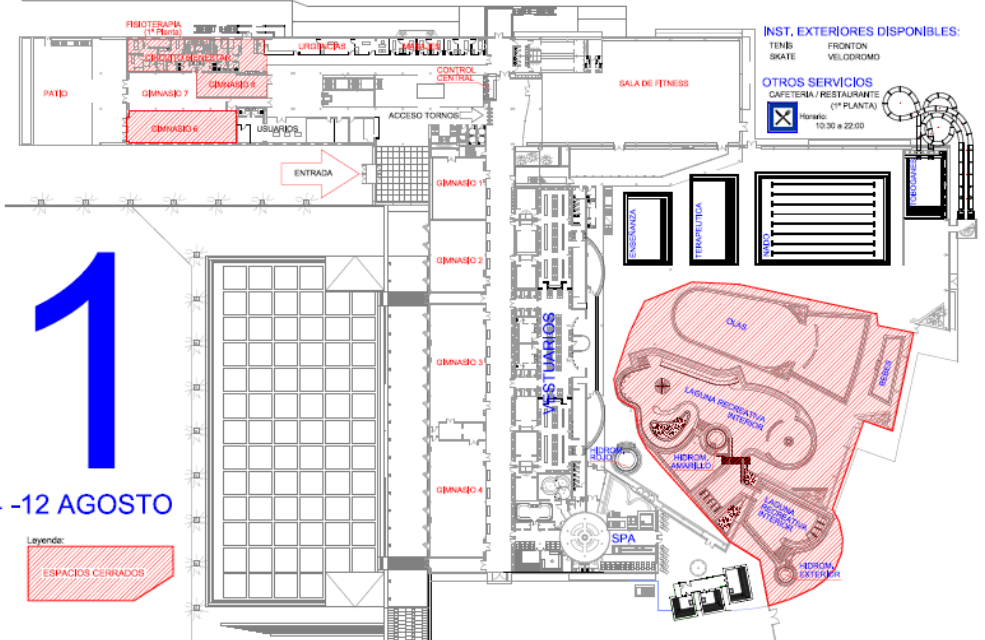 FISIOTERAPIA
(1ª Planta)
URGENCIAS
CIRCUITO BIENESTAR
GIMNASIO 8
PATIO
GIMNASIO 7
GIMNASIO 6
USUARIOS
CONTROL
CENTRAL
ACCESO TORNOS
SALA DE FITNESS
INST. EXTERIORES DISPONIBLES:
TENIS FRONTON
SKATE VELODROMO
OTROS SERVICIOS
CAFETERIA / RESTAURANTE
(1ª PLANTA)
Horario:
10:30 a 22:00
ENTRADA
GIMNASIO 1
GIMNASIO 2
GIMNASIO 3
GIMNASIO 4
VESTUARIOS
ENSEÑANZA
TERAPEUTICA
NADO
TOBOGANES
OLAS
BEBES
LAGUNA RECREATIVA
INTERIOR
HIDROM.
ROJO
HIDROM.
AMARILLO
LAGUNA
RECREATIVA
INTERIOR
HIDROM.
EXTERIOR
SPA
1
-12 AGOSTO
Leyenda:
ESPACIOS CERRADOS